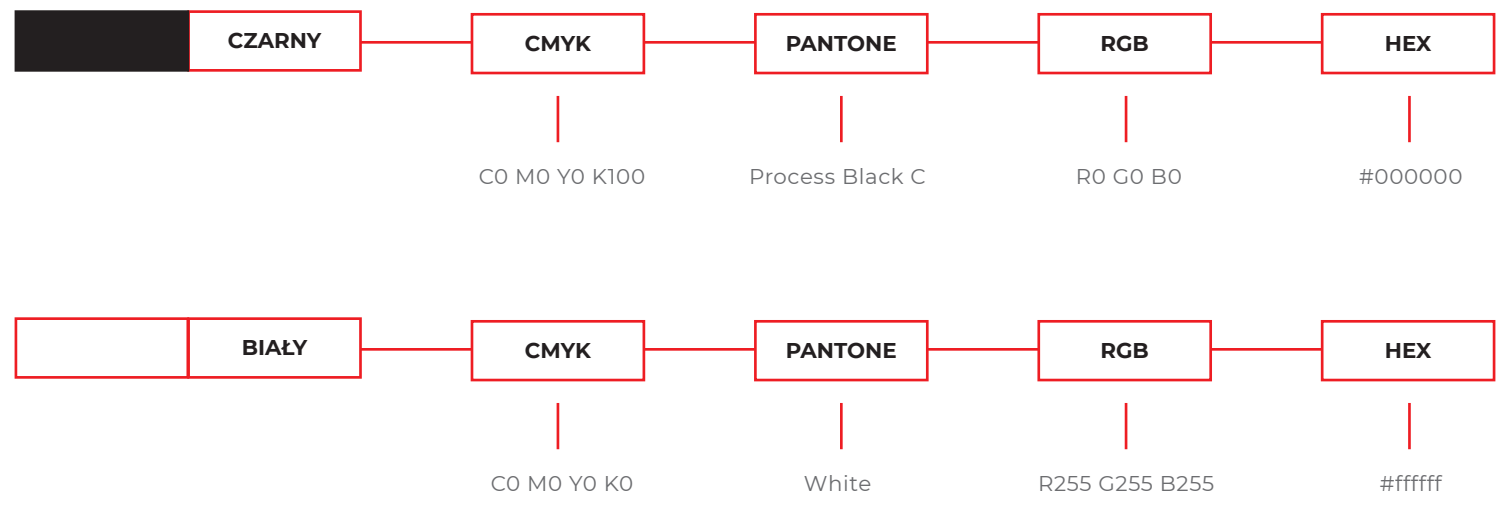 CZARNY CMYK PANTONE RGB HEX
C0 M0 Y0 K100 Process Black C R0 G0 B0 #000000
BIAŁY CMYK PANTONE RGB HEX
C0 M0 Y0 K0 White R255 G255 B255 #ffffff